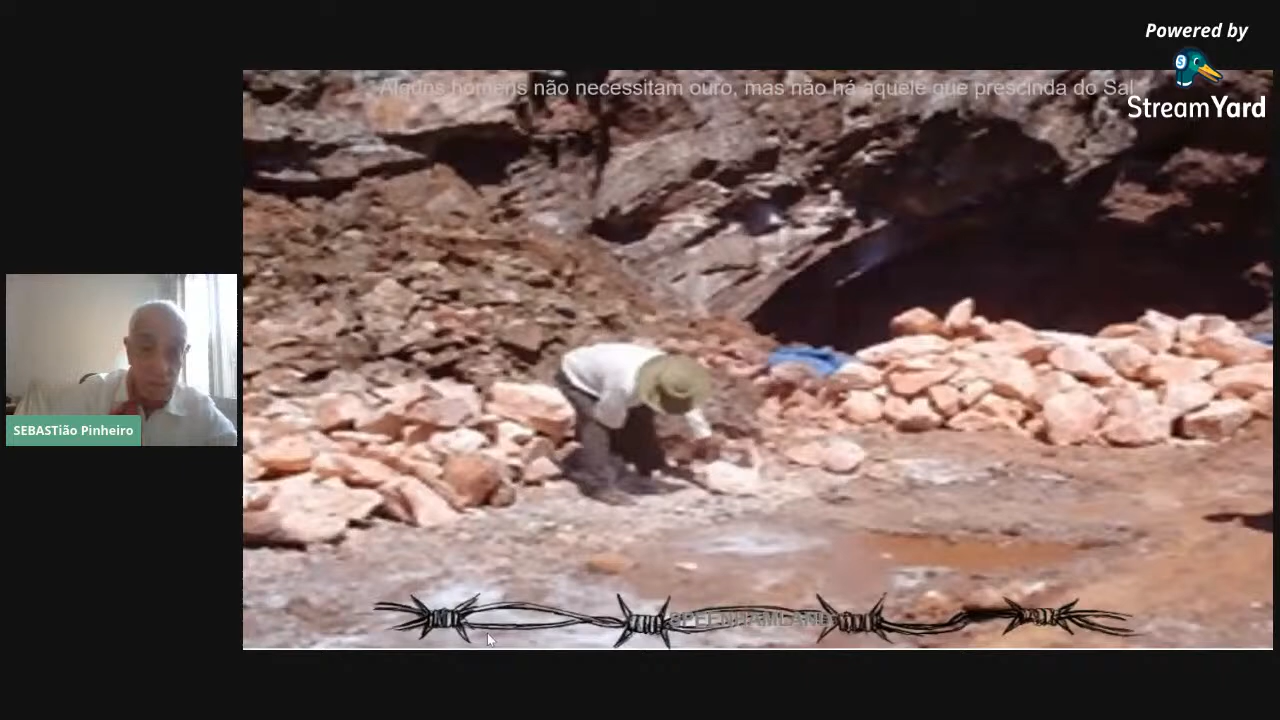 Powered by
StreamYard
Alguns homens não necessitam ouro, mas não há aquele que prescinda do Sal
SEBASTião Pinheiro